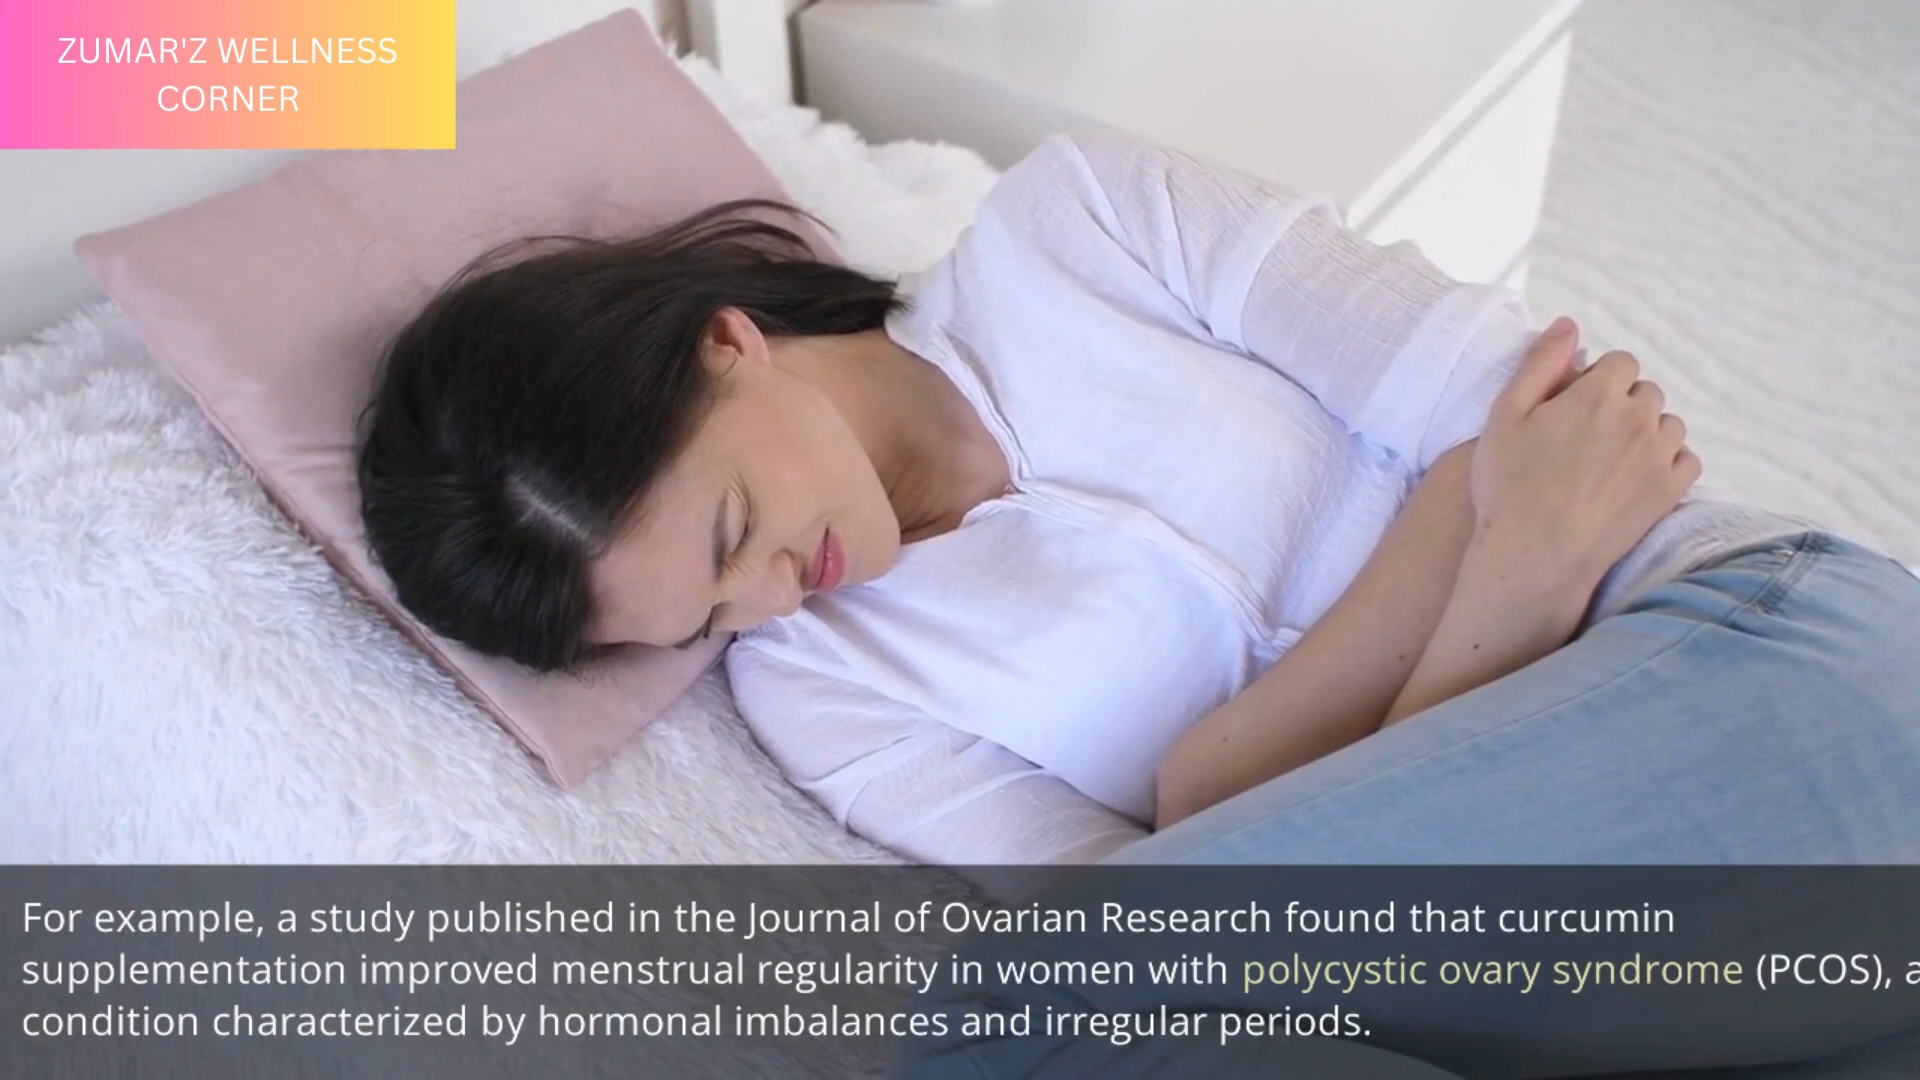 ZUMAR'Z WELLNESS
CORNER
For example, a study published in the Journal of Ovarian Research found that curcumin
supplementation improved menstrual regularity in women with polycystic ovary syndrome (PCOS), a
condition characterized by hormonal imbalances and irregular periods.